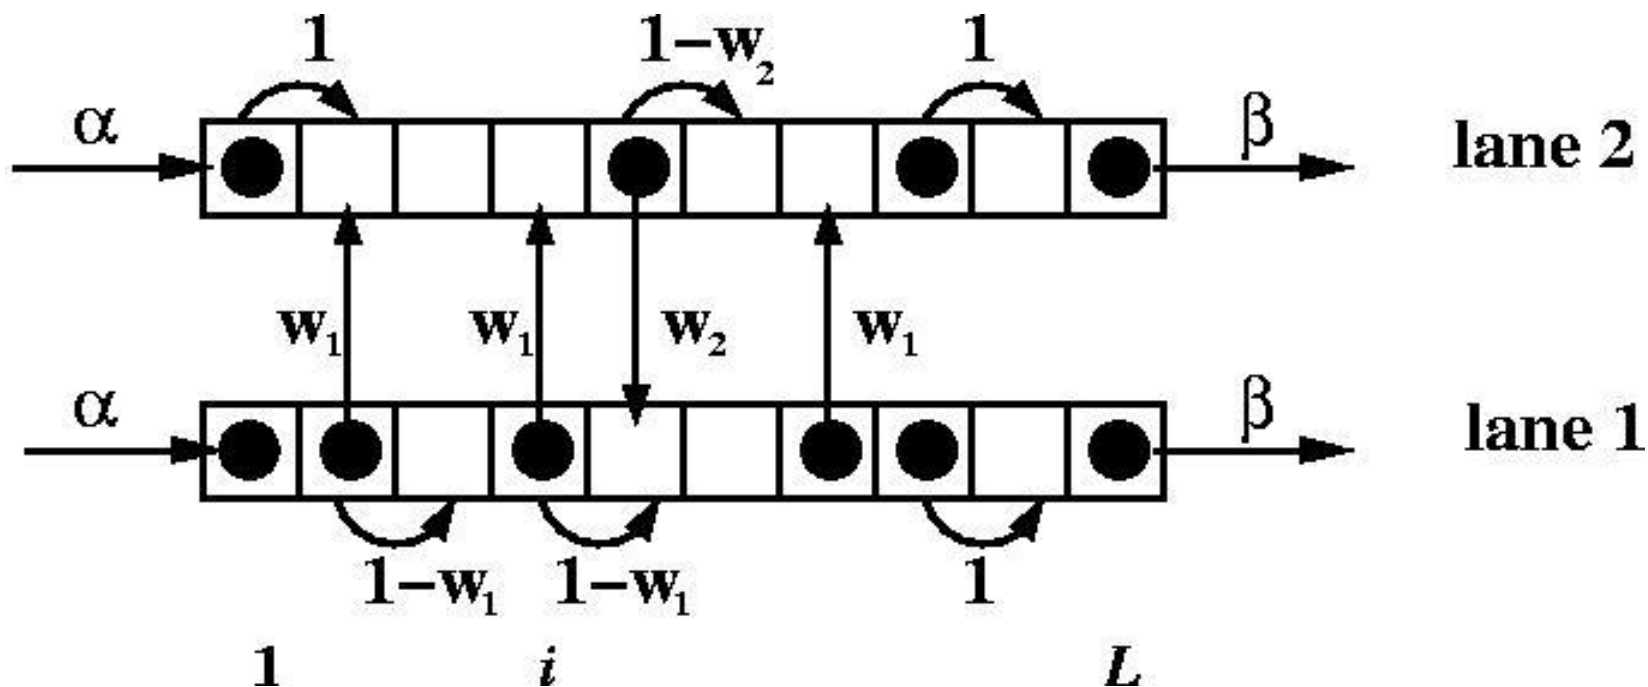 1 1−w₂ 1
α β lane 2
w₁ w₁ w₂ w₁
α β lane 1
1−w₁ 1−w₁ 1
1 i L